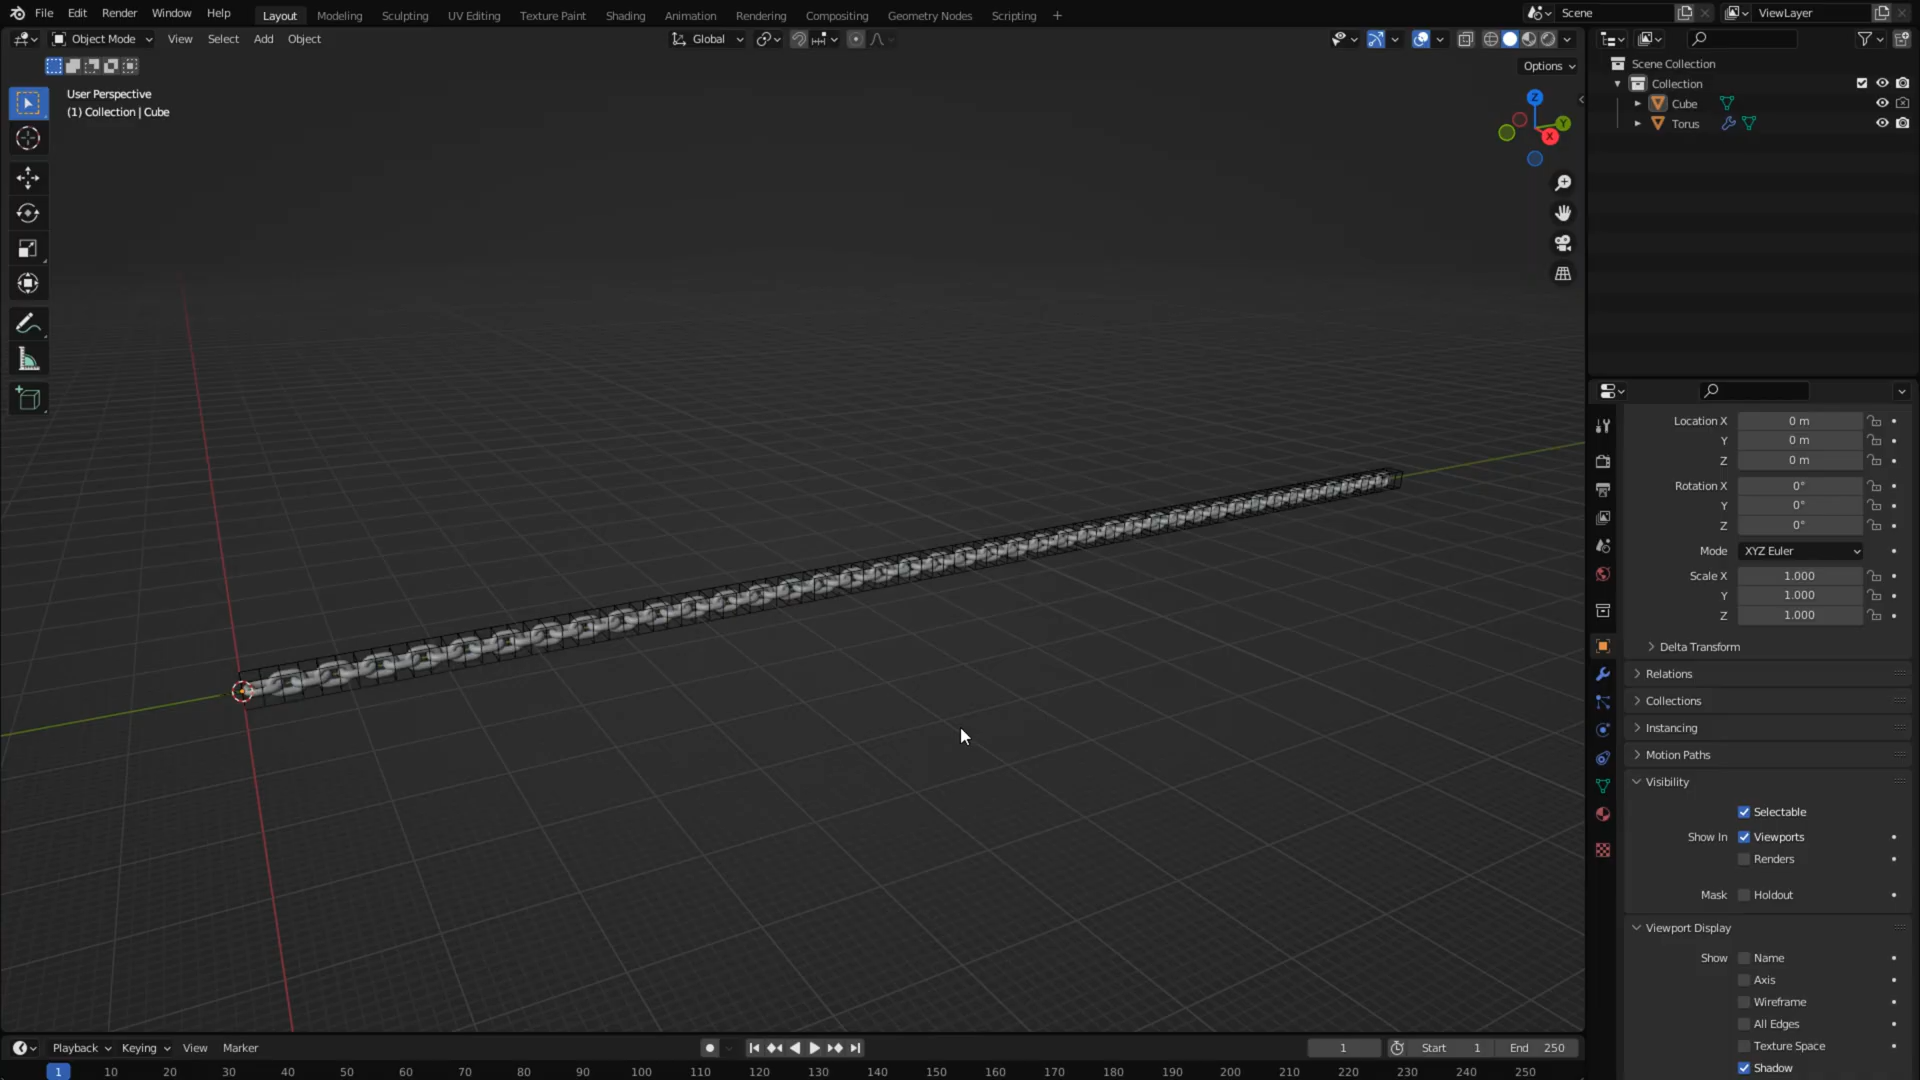 File Edit Render Window Help Layout Modeling Sculpting UV Editing Texture Paint Shading Animation Rendering Compositing Geometry Nodes Scripting + Scene ViewLayer
Object Mode View Select Add Object Global
Options
User Perspective
(1) Collection | Cube
Z
Y
X
Scene Collection
Collection
Cube
Torus
Location X 0 m
Y 0 m
Z 0 m
Rotation X 0°
Y 0°
Z 0°
Mode XYZ Euler
Scale X 1.000
Y 1.000
Z 1.000
Delta Transform
Relations
Collections
Instancing
Motion Paths
Visibility
Selectable
Show In Viewports
Renders
Mask Holdout
Viewport Display
Show Name
Axis
Wireframe
All Edges
Texture Space
Shadow
Playback Keying View Marker 1 Start 1 End 250
1 10 20 30 40 50 60 70 80 90 100 110 120 130 140 150 160 170 180 190 200 210 220 230 240 250